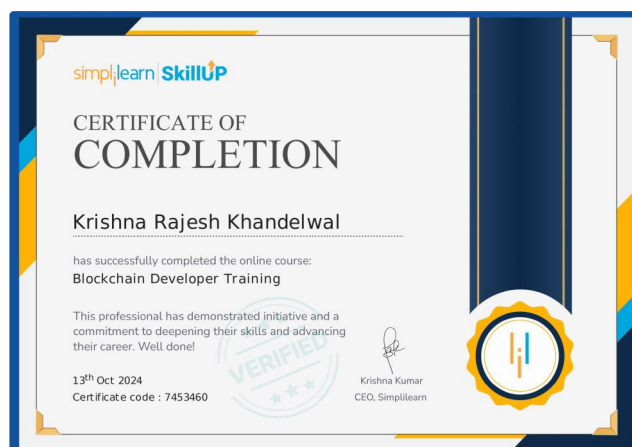 simplilearn | SkillUP
CERTIFICATE OF
COMPLETION
Krishna Rajesh Khandelwal
has successfully completed the online course:
Blockchain Developer Training
This professional has demonstrated initiative and a
commitment to deepening their skills and advancing
their career. Well done!
VERIFIED
13th Oct 2024
Certificate code : 7453460
Krishna Kumar
CEO, Simplilearn